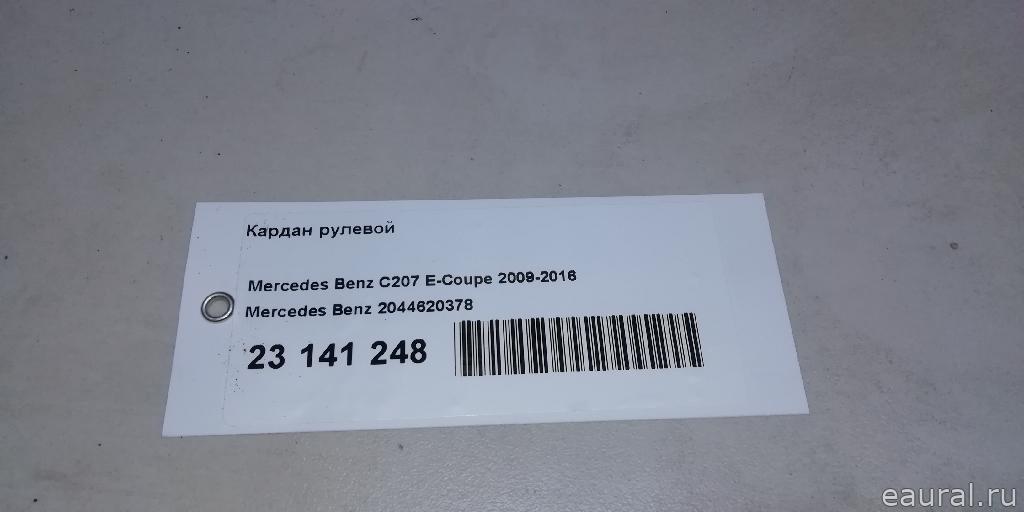 Кардан рулевой
Mercedes Benz C207 E-Coupe 2009-2016
Mercedes Benz 2044620378
23 141 248
eaural.ru